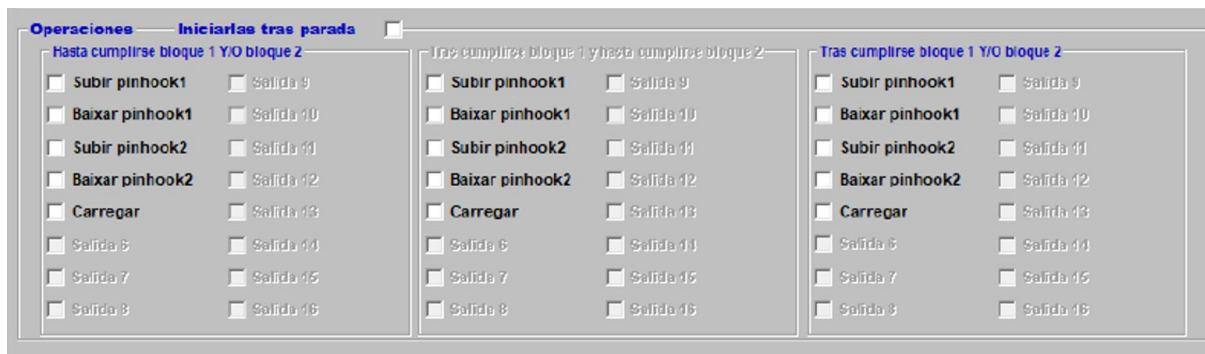 Operaciones Iniciarlas tras parada
Hasta cumplirse bloque 1 Y/O bloque 2
Subir pinhook1 Salida 9
Baixar pinhook1 Salida 10
Subir pinhook2 Salida 11
Baixar pinhook2 Salida 12
Carregar Salida 13
Salida 6 Salida 14
Salida 7 Salida 15
Salida 8 Salida 16
Tras cumplirse bloque 1 y hasta cumplirse bloque 2
Subir pinhook1 Salida 9
Baixar pinhook1 Salida 10
Subir pinhook2 Salida 11
Baixar pinhook2 Salida 12
Carregar Salida 13
Salida 6 Salida 14
Salida 7 Salida 15
Salida 8 Salida 16
Tras cumplirse bloque 1 Y/O bloque 2
Subir pinhook1 Salida 9
Baixar pinhook1 Salida 10
Subir pinhook2 Salida 11
Baixar pinhook2 Salida 12
Carregar Salida 13
Salida 6 Salida 14
Salida 7 Salida 15
Salida 8 Salida 16